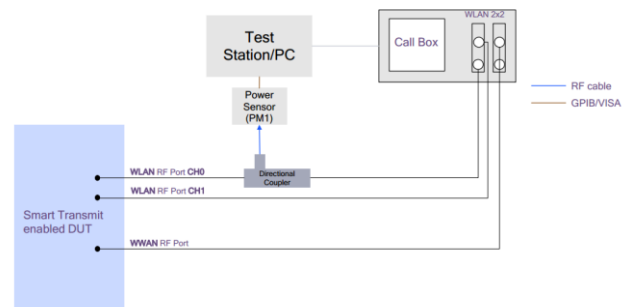 WLAN 2x2
Test
Station/PC
Call Box
Power
Sensor
(PM1)
RF cable
GPIB/VISA
WLAN RF Port CH0
Directional
Coupler
WLAN RF Port CH1
Smart Transmit
enabled DUT
WWAN RF Port